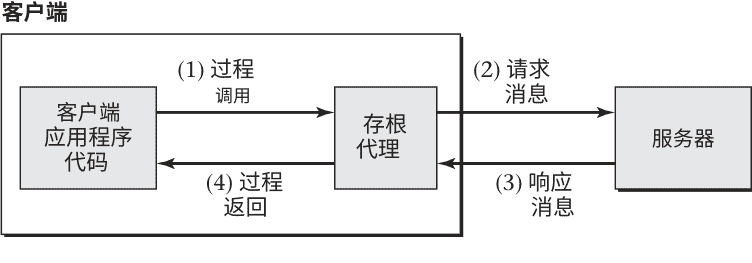 客户端
(1) 过程
调用
(2) 请求
消息
客户端
应用程序
代码
存根
代理
服务器
(4) 过程
返回
(3) 响应
消息